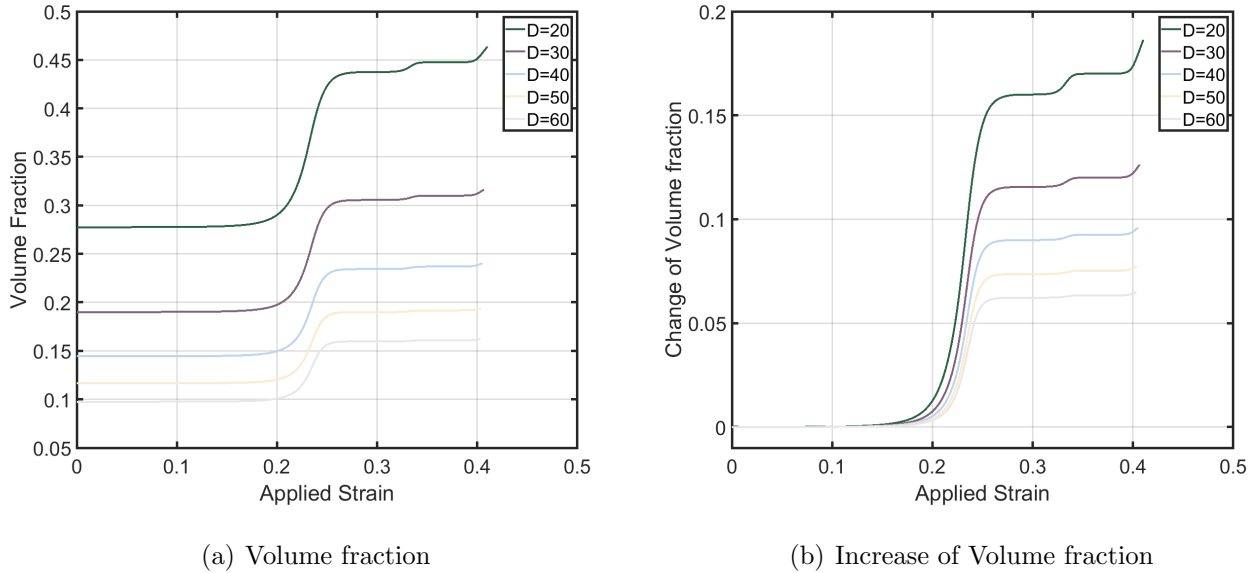 0.5
0.45
0.4
0.35
0.3
0.25
0.2
0.15
0.1
0.05
Volume Fraction
0 0.1 0.2 0.3 0.4 0.5
Applied Strain
D=20
D=30
D=40
D=50
D=60
(a) Volume fraction
0.2
0.15
0.1
0.05
0
Change of Volume fraction
0 0.1 0.2 0.3 0.4 0.5
Applied Strain
D=20
D=30
D=40
D=50
D=60
(b) Increase of Volume fraction